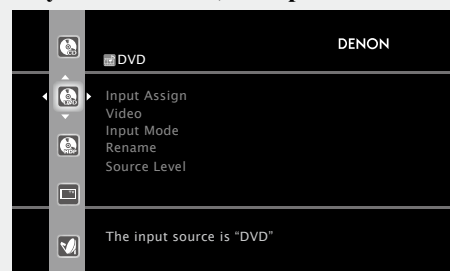 DENON
DVD
Input Assign
Video
Input Mode
Rename
Source Level
The input source is “DVD”